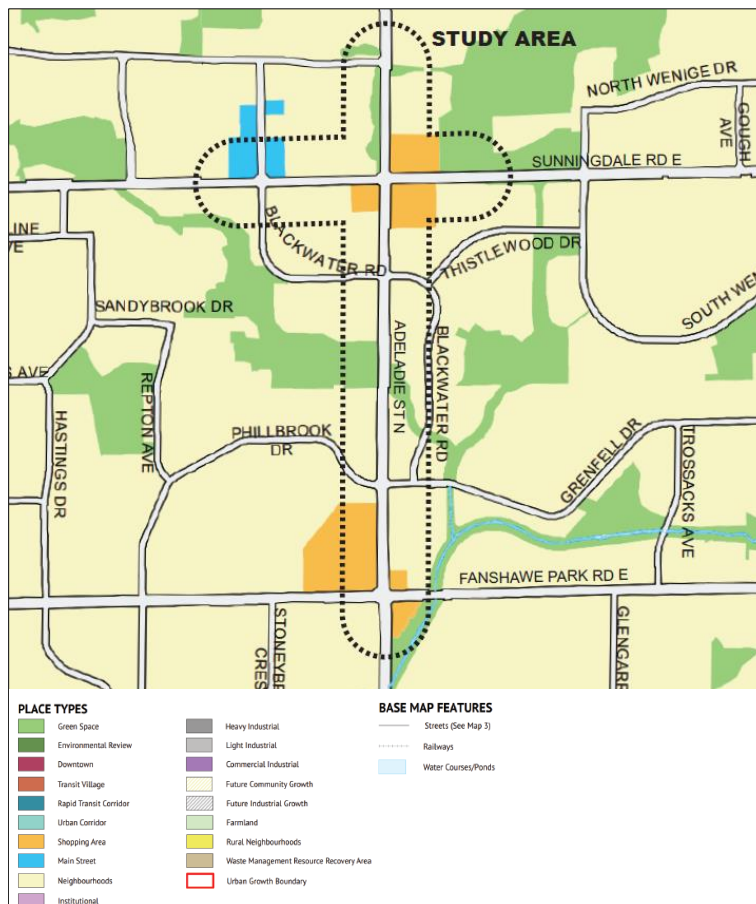 STUDY AREA
NORTH WENIGE DR
GOUGH
AVE
SUNNINGDALE RD E
LINE
VE
BLACKWATER RD
THISTLEWOOD DR
SOUTH WEN
SANDYBROOK DR
S AVE
HASTINGS DR
REPTON AVE
ADELADIE ST N
BLACKWATER RD
PHILLBROOK
DR
GRENFELL DR
TROSSACKS AVE
FANSHAWE PARK RD E
STONEYBR
CRES
GLENGARR
PLACE TYPES
Green Space
Environmental Review
Downtown
Transit Village
Rapid Transit Corridor
Urban Corridor
Shopping Area
Main Street
Neighbourhoods
Institutional
Heavy Industrial
Light Industrial
Commercial Industrial
Future Community Growth
Future Industrial Growth
Farmland
Rural Neighbourhoods
Waste Management Resource Recovery Area
Urban Growth Boundary
BASE MAP FEATURES
Streets (See Map 3)
Railways
Water Courses/Ponds